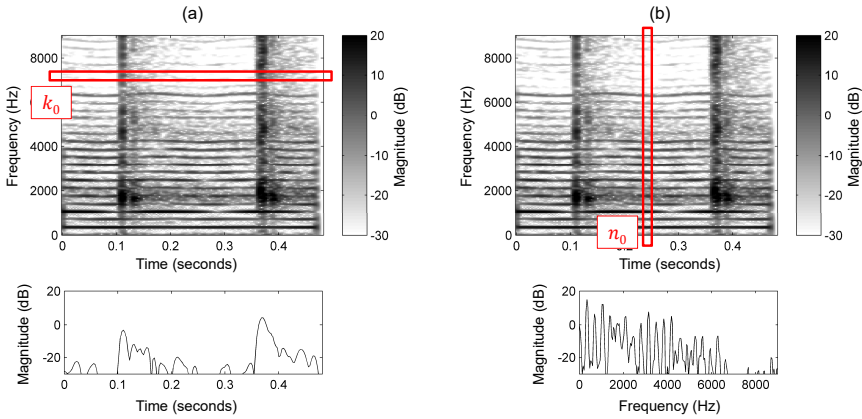 (a)
8000
6000
4000
2000
0
Frequency (Hz)
k₀
0 0.1 0.2 0.3 0.4
Time (seconds)
20
10
0
-10
-20
-30
Magnitude (dB)
20
0
-20
Magnitude (dB)
0 0.1 0.2 0.3 0.4
Time (seconds)
(b)
8000
6000
4000
2000
0
Frequency (Hz)
n₀
0 0.1 0.3 0.4
Time (seconds)
20
10
0
-10
-20
-30
Magnitude (dB)
20
0
-20
Magnitude (dB)
0 2000 4000 6000 8000
Frequency (Hz)